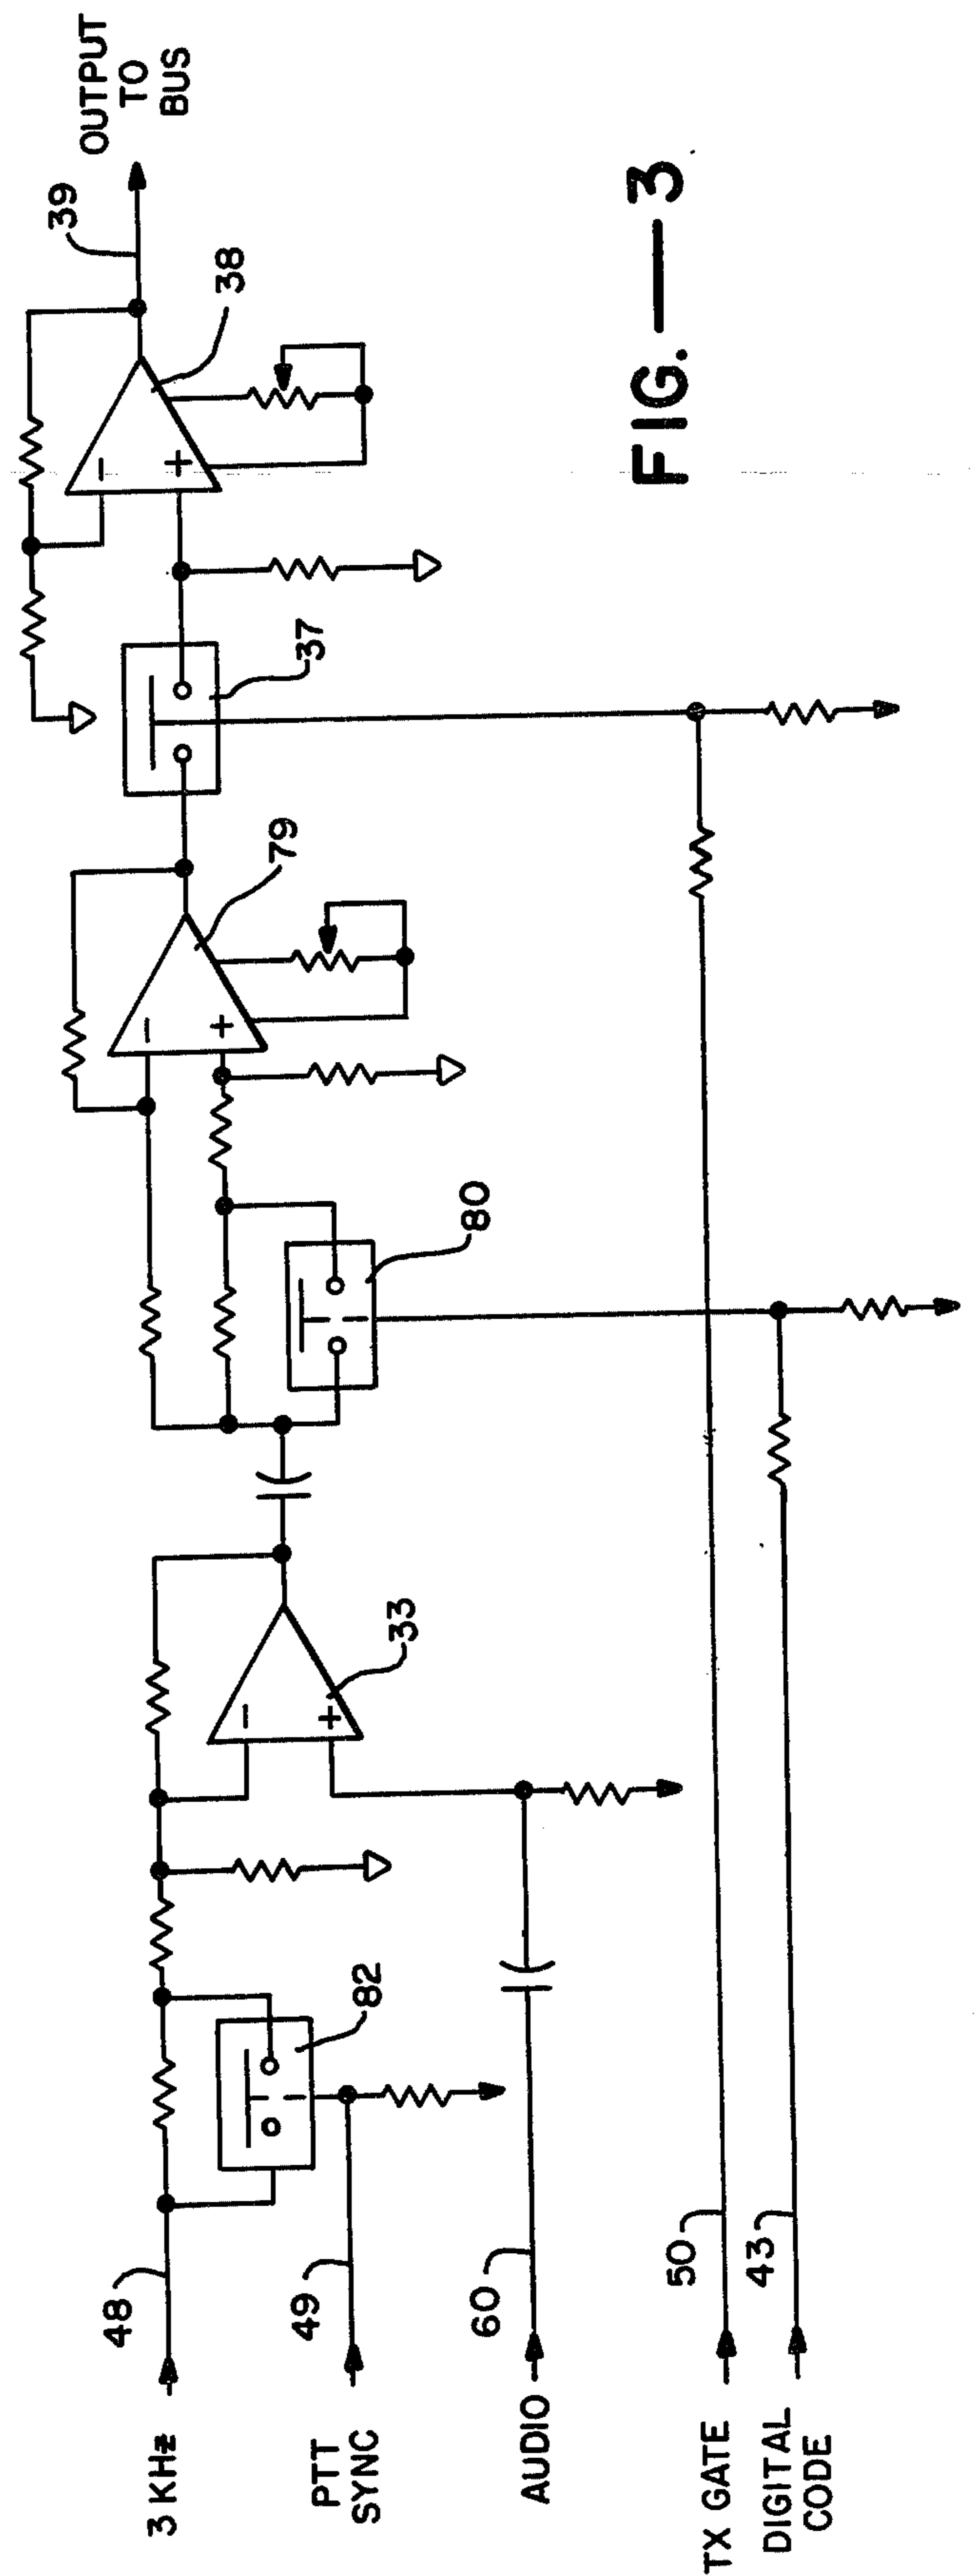 3 KHz
48
PTT
SYNC
49
82
AUDIO
60
-
+
33
80
-
+
79
37
-
+
38
39
OUTPUT
TO
BUS
TX GATE
50
DIGITAL
CODE
43
FIG.—3